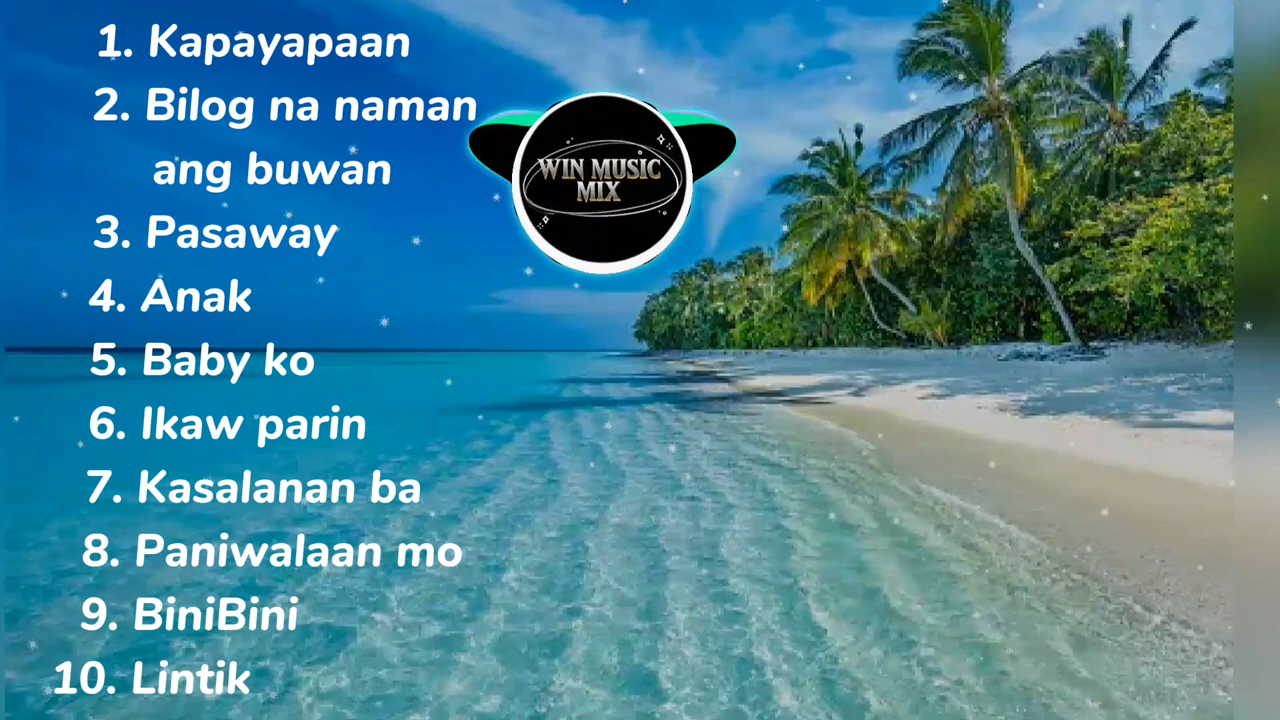 1. Kapayapaan
2. Bilog na naman
ang buwan
3. Pasaway
4. Anak
5. Baby ko
6. Ikaw parin
7. Kasalanan ba
8. Paniwalaan mo
9. BiniBini
10. Lintik
WIN MUSIC
MIX